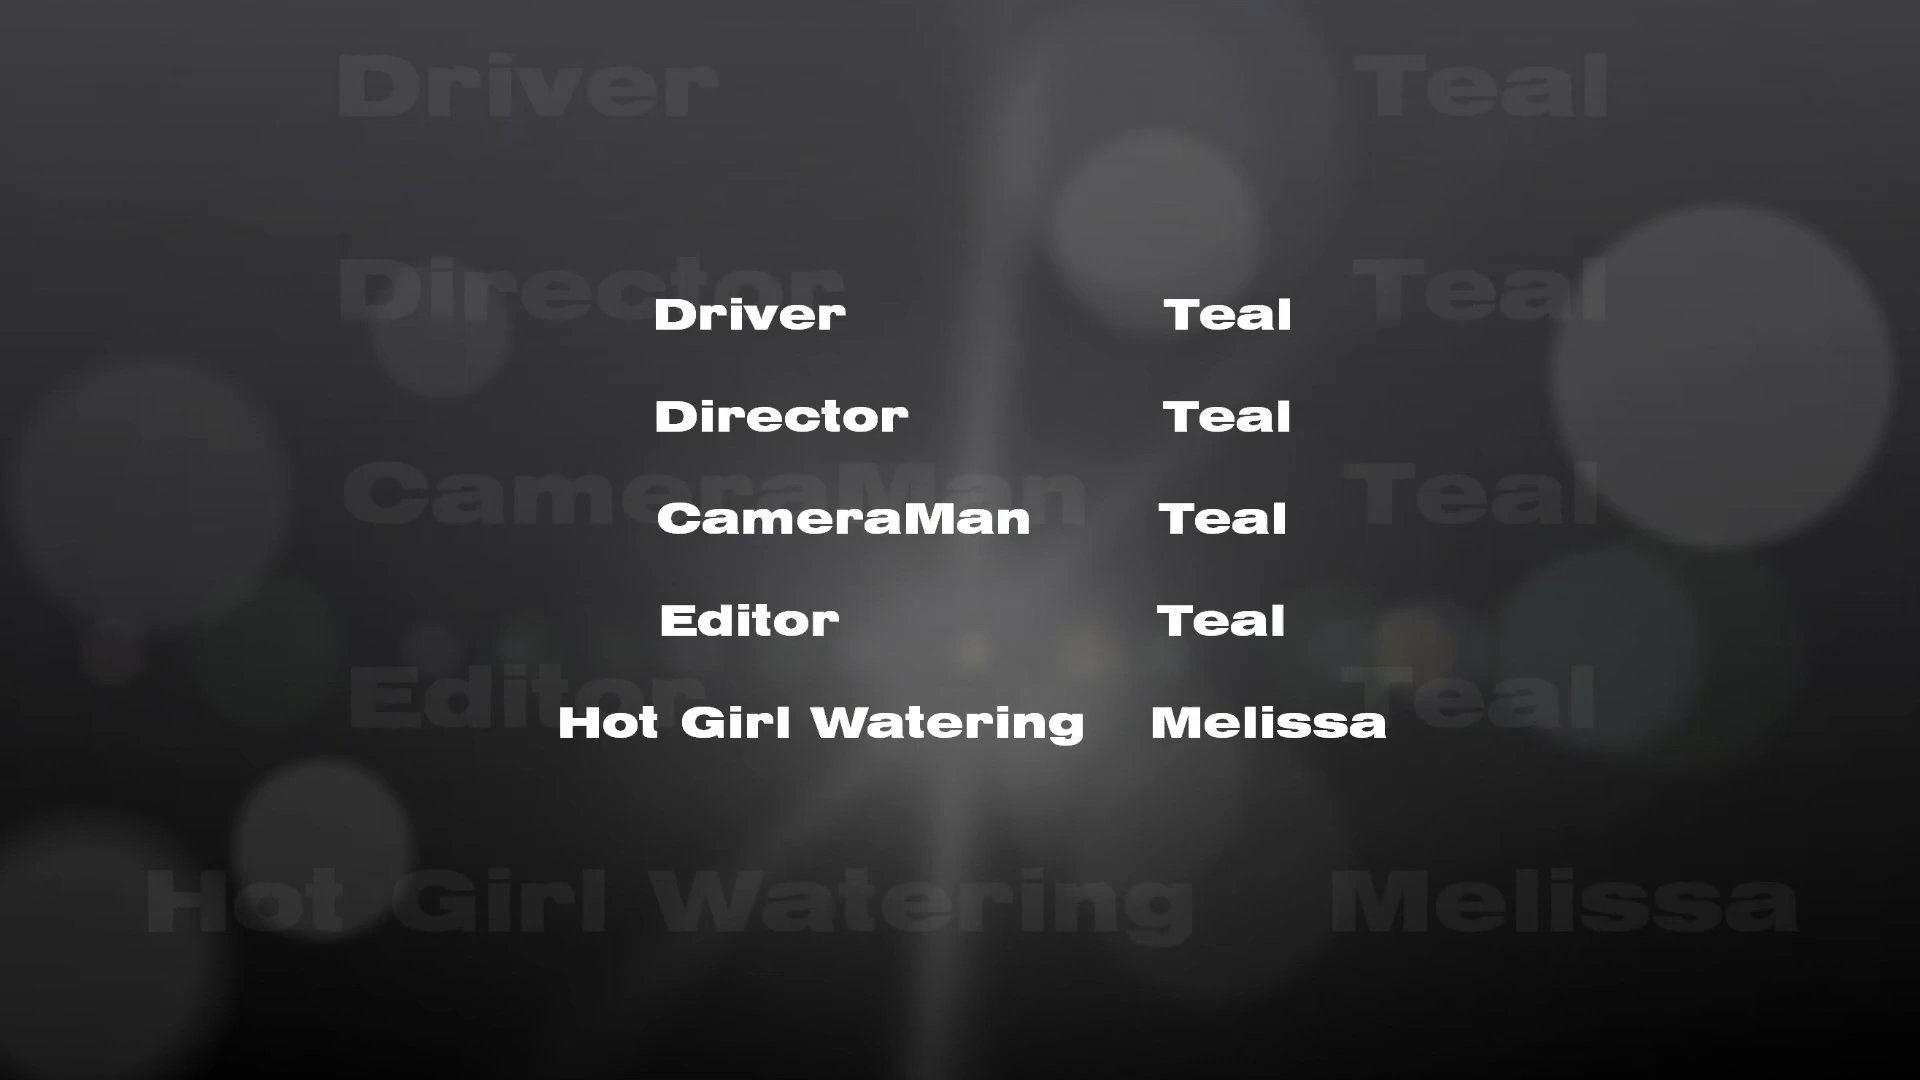 Driver Teal
Director Teal
CameraMan Teal
Editor Teal
Hot Girl Watering Melissa